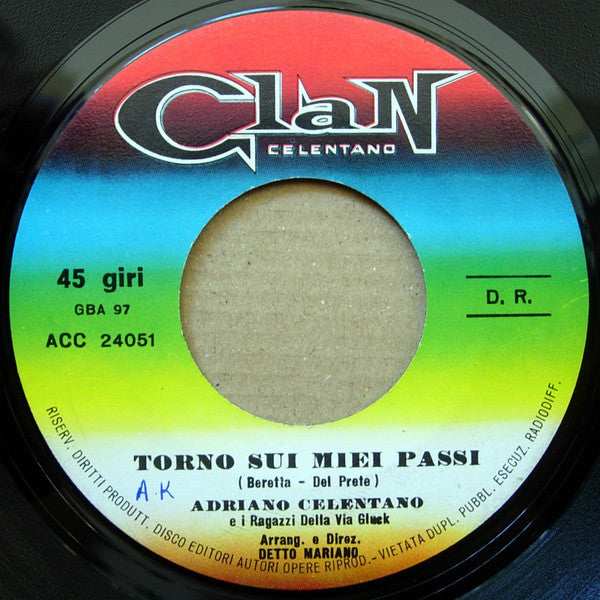 Clan
CELENTANO
45 giri
GBA 97
ACC 24051
D. R.
TORNO SUI MIEI PASSI
(Beretta - Del Prete)
A.K
ADRIANO CELENTANO
e i Ragazzi Della Via Gluck
Arrang. e Direz.
DETTO MARIANO
RISERV. DIRITTI PRODUTT. DISCO EDITORI AUTORI OPERE RIPROD.-VIETATA DUPL. PUBBL. ESECUZ. RADIODIFF.